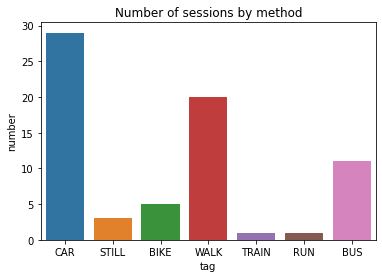 Number of sessions by method
number
30
25
20
15
10
5
0
CAR STILL BIKE WALK TRAIN RUN BUS
tag